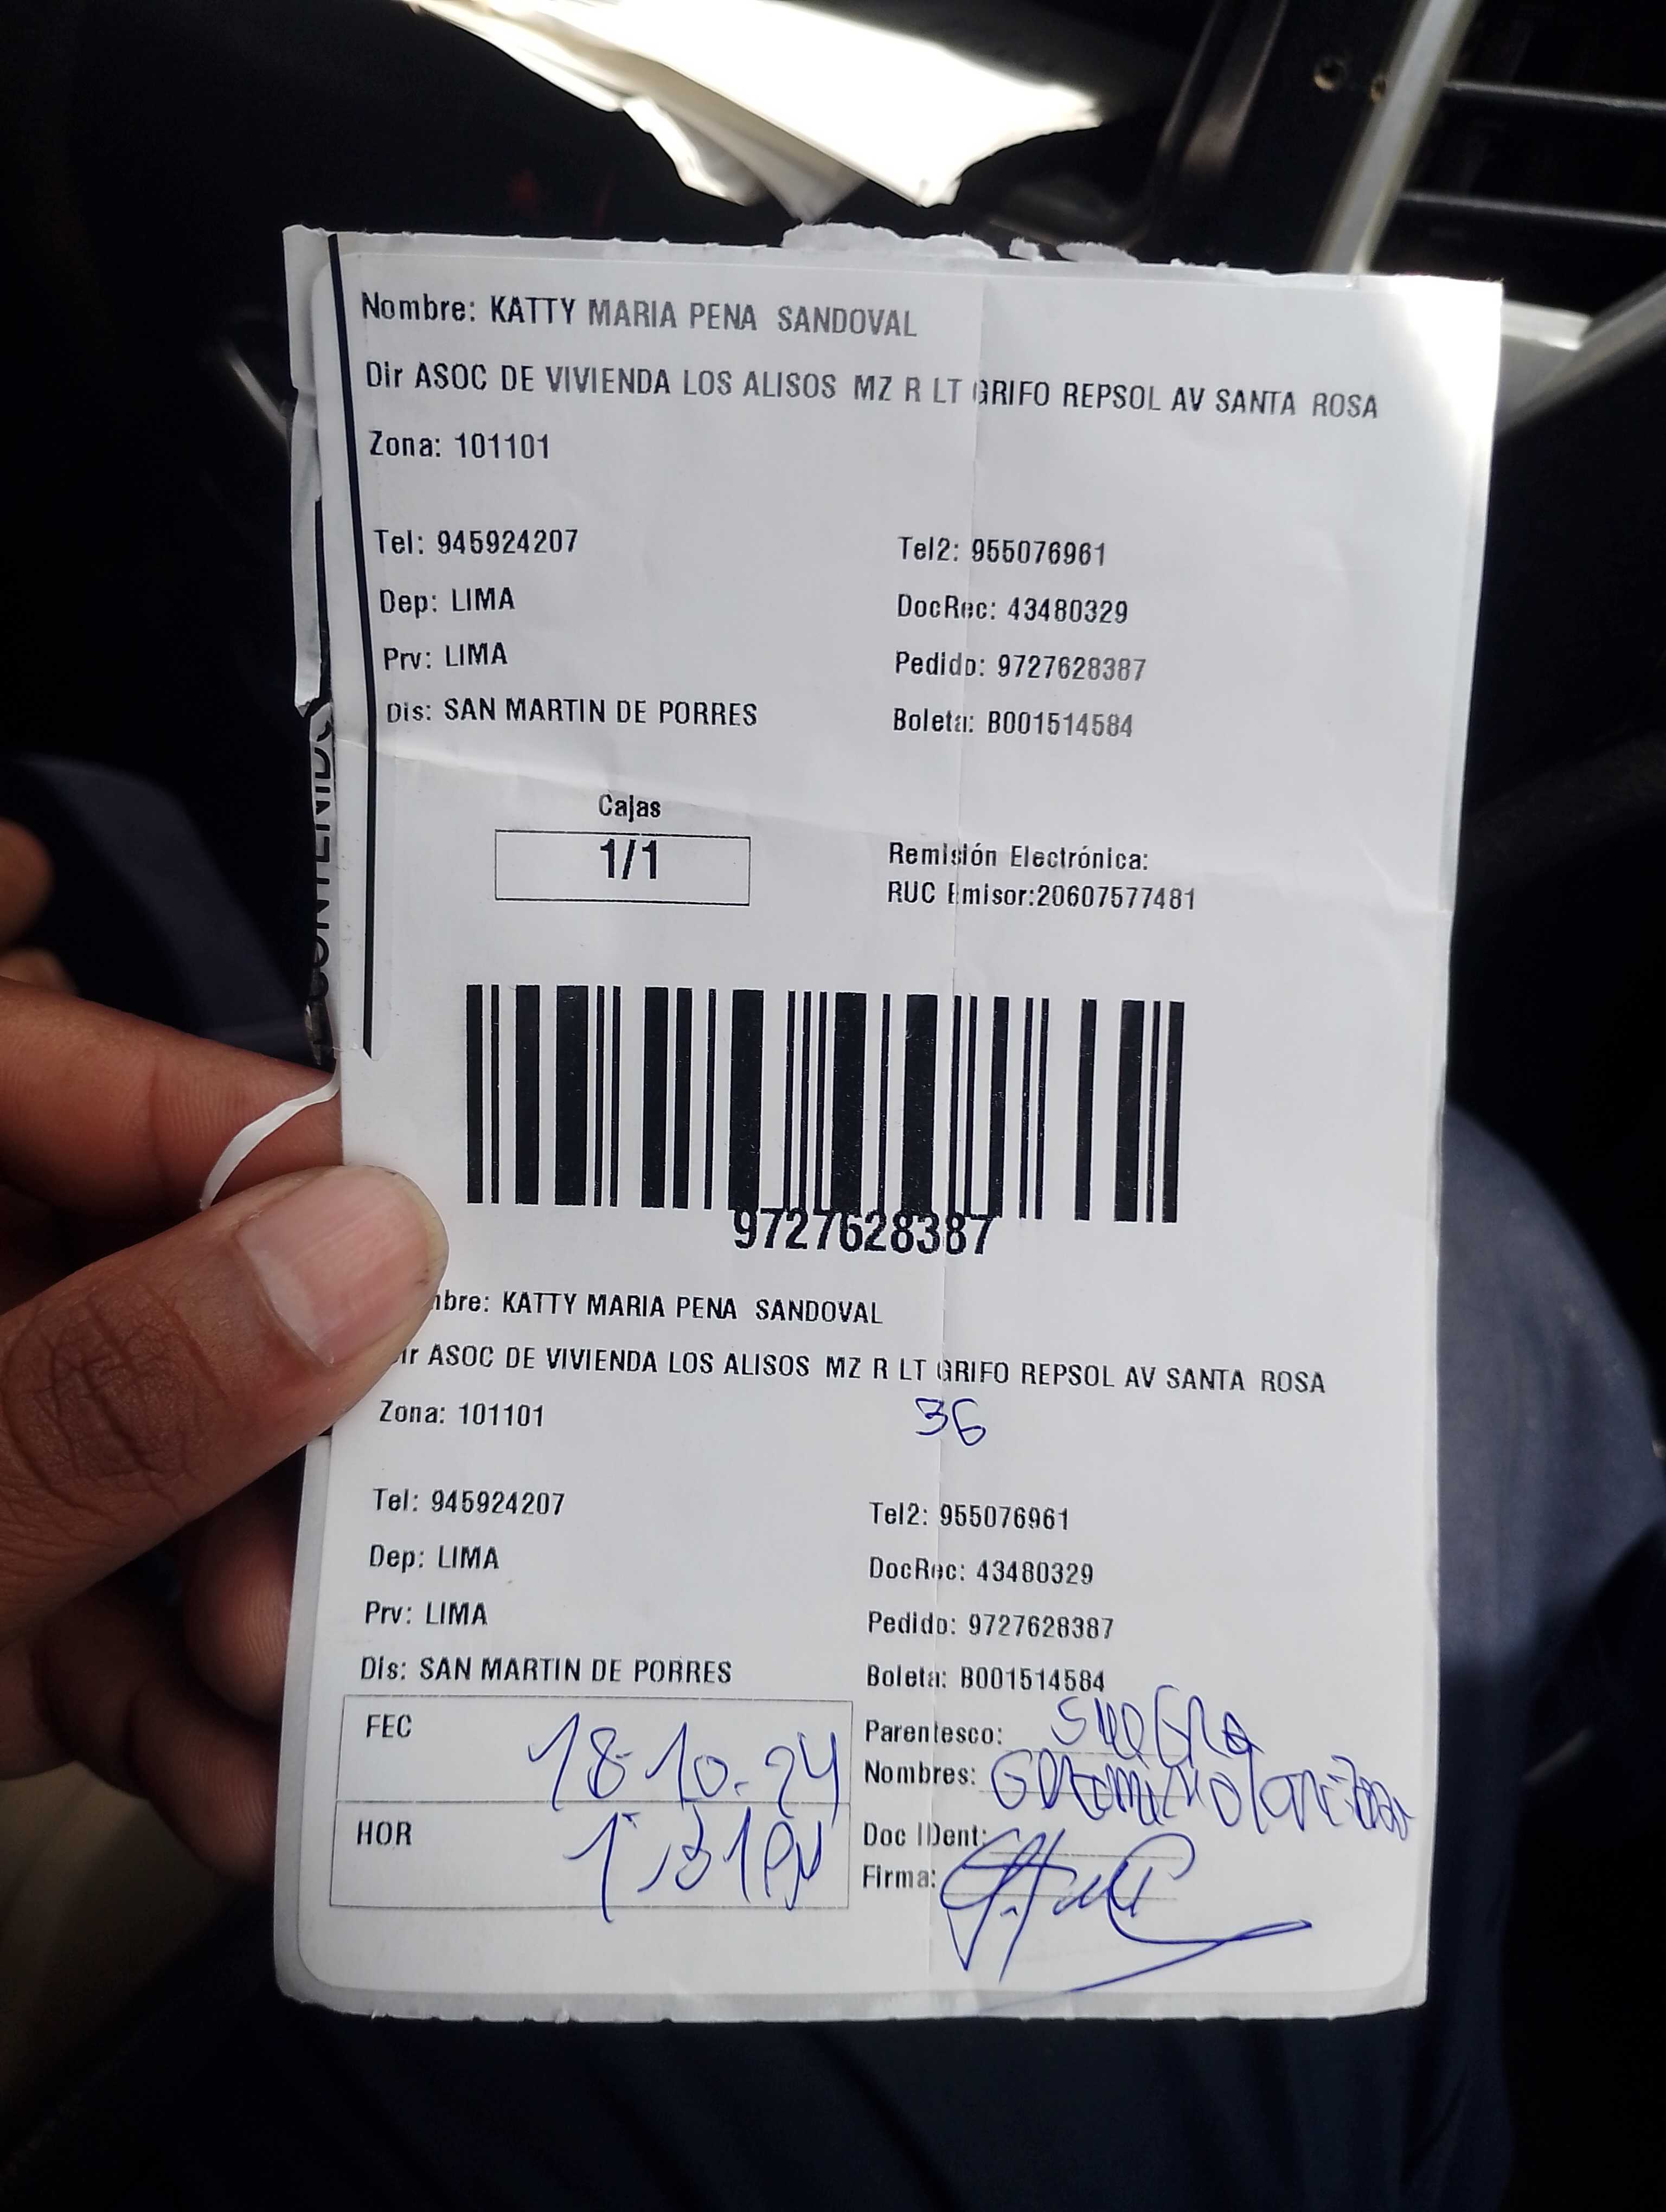 Nombre: KATTY MARIA PENA SANDOVAL
Dir ASOC DE VIVIENDA LOS ALISOS MZ R LT GRIFO REPSOL AV SANTA ROSA
Zona: 101101
Tel: 945924207 Tel2: 955076961
Dep: LIMA DocRec: 43480329
Prv: LIMA Pedido: 9727628387
Dis: SAN MARTIN DE PORRES Boleta: B001514584
Cajas
1/1
Remisión Electrónica:
RUC Emisor:20607577481
CONTENIDO
9727628387
mbre: KATTY MARIA PENA SANDOVAL
Dir ASOC DE VIVIENDA LOS ALISOS MZ R LT GRIFO REPSOL AV SANTA ROSA
Zona: 101101 36
Tel: 945924207 Tel2: 955076961
Dep: LIMA DocRec: 43480329
Prv: LIMA Pedido: 9727628387
Dis: SAN MARTIN DE PORRES Boleta: B001514584
FEC 18-10-24
Parentesco: SUEGRA
Nombres:
HOR 1:31 PM
Doc IDent:
Firma: